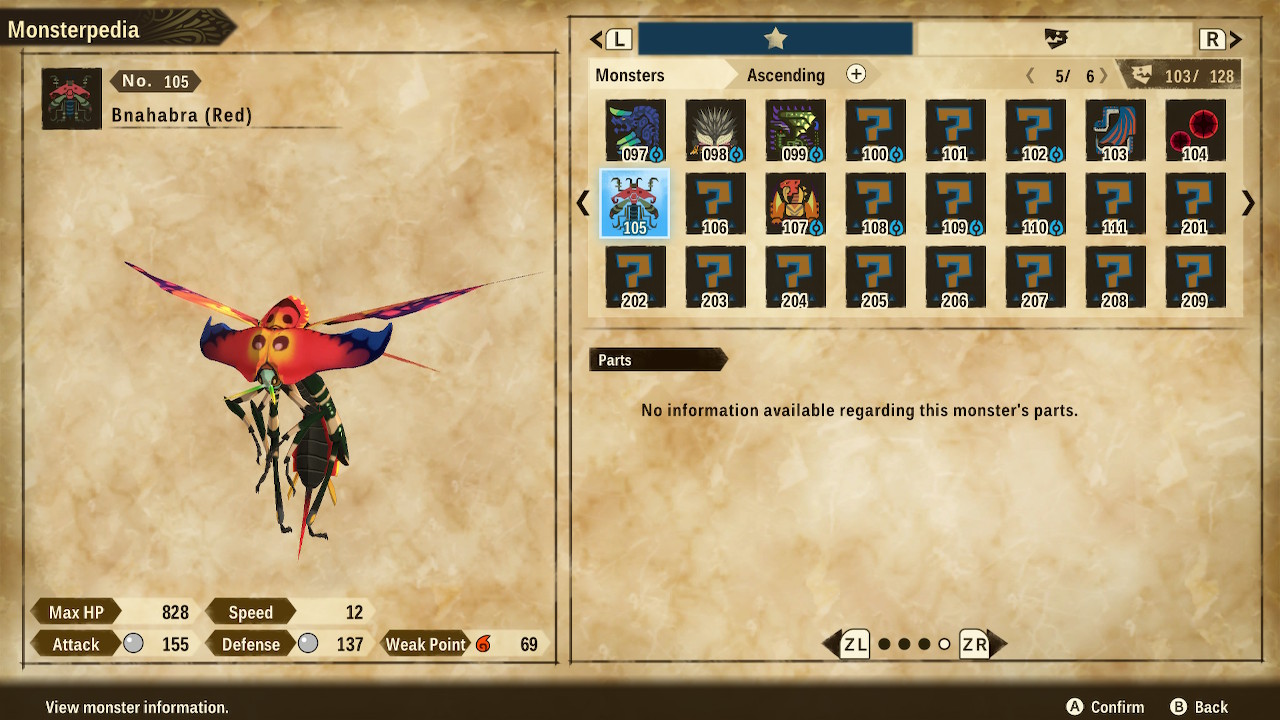 Monsterpedia
No. 105
Bnahabra (Red)
L
R
Monsters
Ascending
5/ 6
103/ 128
097 098 099 100 101 102 103 104
105 106 107 108 109 110 111 201
202 203 204 205 206 207 208 209
Parts
No information available regarding this monster's parts.
Max HP 828 Speed 12
Attack 155 Defense 137 Weak Point 69
ZL ZR
View monster information.
A Confirm B Back